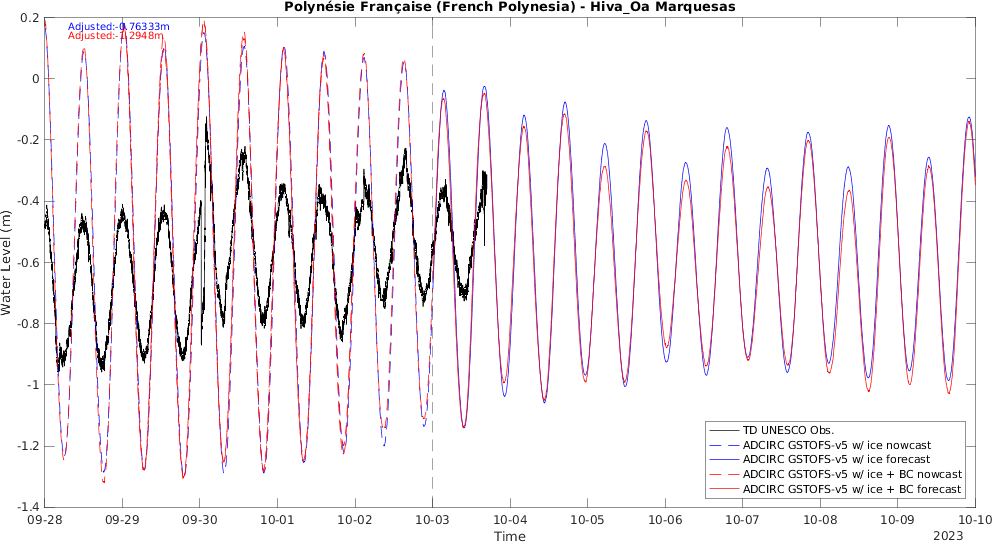 Polynésie Française (French Polynesia) - Hiva_Oa Marquesas
Adjusted:-0.76333m
Adjusted:-1.2948m
Water Level (m)
0.2
0
-0.2
-0.4
-0.6
-0.8
-1
-1.2
-1.4
TD UNESCO Obs.
ADCIRC GSTOFS-v5 w/ ice nowcast
ADCIRC GSTOFS-v5 w/ ice forecast
ADCIRC GSTOFS-v5 w/ ice + BC nowcast
ADCIRC GSTOFS-v5 w/ ice + BC forecast
09-28 09-29 09-30 10-01 10-02 10-03 10-04 10-05 10-06 10-07 10-08 10-09 10-10
Time
2023